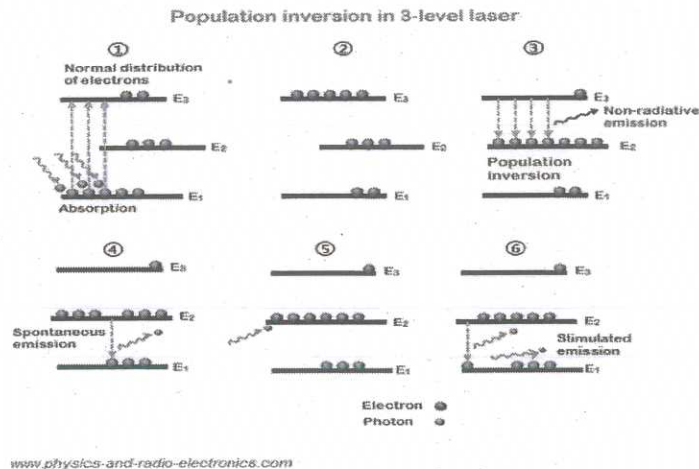 Population inversion in 3-level laser
①
②
③
Normal distribution
of electrons
E₃
E₃
E₃
Non-radiative
emission
E₂
E₂
E₂
Population
inversion
E₁
E₁
E₁
Absorption
④
⑤
⑥
E₃
E₃
E₃
E₂
E₂
E₂
Spontaneous
emission
Stimulated
emission
E₁
E₁
E₁
Electron
Photon
www.physics-and-radio-electronics.com